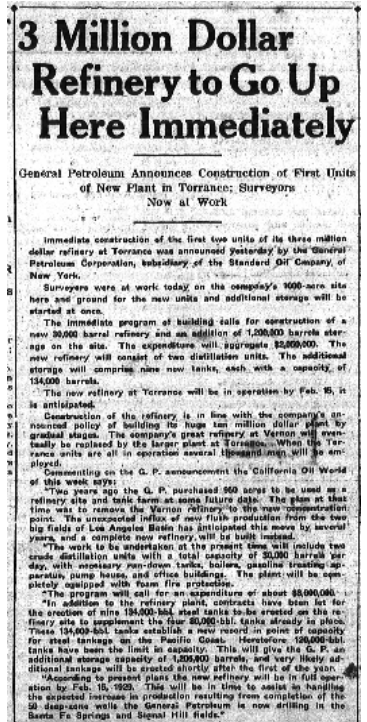 3 Million Dollar
Refinery to Go Up
Here Immediately
General Petroleum Announces Construction of First Units
of New Plant in Torrance; Surveyors
Now at Work
Immediate construction of the first two units of its three million
dollar refinery at Torrance was announced yesterday by the General
Petroleum Corporation, subsidiary of the Standard Oil Company, of
New York.
Surveyors were at work today on the company's 1000-acre site
here and ground for the new units and additional storage will be
started at once.
The immediate program of building calls for construction of a
new 30,000 barrel refinery and an addition of 1,200,000 barrels stor-
age on the site. The expenditure will aggregate $3,000,000. The
new refinery will consist of two distillation units. The additional
storage will comprise nine new tanks, each with a capacity of
134,000 barrels.
The new refinery at Torrance will be in operation by Feb. 15, it
is anticipated.
Construction of the refinery is in line with the company's an-
nounced policy of building its huge ten million dollar plant by
gradual stages. The company's great refinery at Vernon will even-
tually be replaced by the larger plant at Torrance. When the Tor-
rance units are all in operation several thousand men will be em-
ployed.
Commenting on the G. P. announcement the California Oil World
of this week says:
"Two years ago the G. P. purchased 960 acres to be used as a
refinery site and tank farm at some future date. The plan at that
time was to remove the Vernon refinery to the new concentration
point. The unexpected influx of new flush production from the two
big fields of Los Angeles Basin has anticipated this move by several
years, and a complete new refinery, will be built instead.
"The work to be undertaken at the present time will include two
crude distillation units with a total capacity of 30,000 barrels per
day, with necessary run-down tanks, boilers, gasoline treating ap-
paratus, pump house, and office buildings. The plant will be com-
pletely equipped with foam fire protection.
"The program will call for an expenditure of about $3,000,000.
"In addition to the refinery plant, contracts have been let for
the erection of nine 134,000-bbl. steel tanks to be erected on the re-
finery site to supplement the four 80,000-bbl. tanks already in place.
These 134,000-bbl. tanks establish a new record in point of capacity
for steel tankage on the Pacific Coast. Heretofore 120,000-bbl.
tanks have been the limit in capacity. This will give the G. P. an
additional storage capacity of 1,206,000 barrels, and very likely ad-
ditional tankage will be erected shortly after the first of the year.
"According to present plans the new refinery will be in full oper-
ation by Feb. 15, 1929. This will be in time to assist in handling
the expected increase in production resulting from completion of the
50 deep-zone wells the General Petroleum is now drilling in the
Santa Fe Springs and Signal Hill fields."